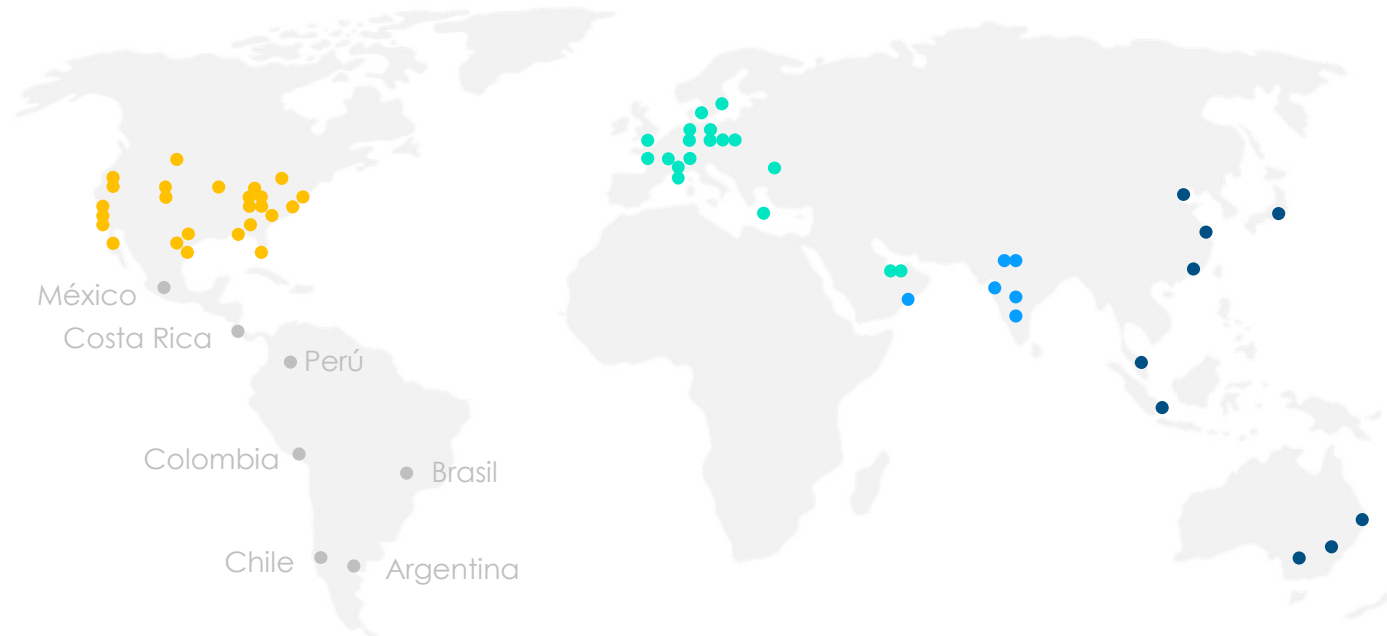 México
Costa Rica
Perú
Colombia
Brasil
Chile
Argentina